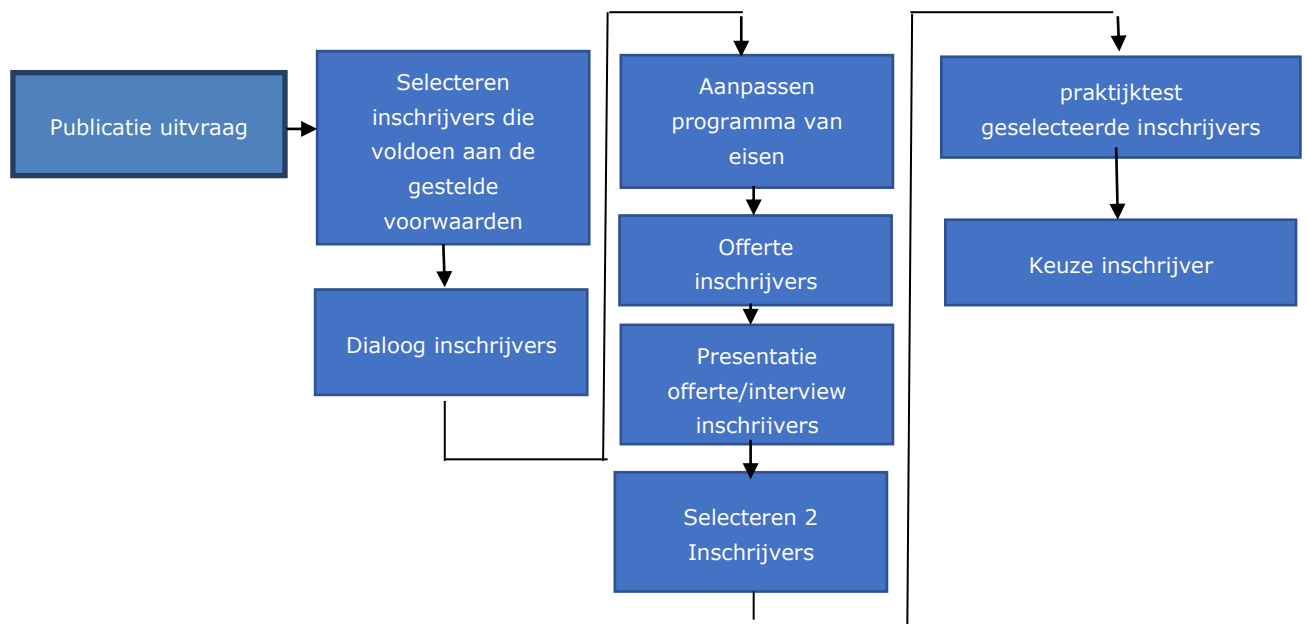 Publicatie uitvraag
Selecteren
inschrijvers die
voldoen aan de
gestelde
voorwaarden
Dialoog inschrijvers
Aanpassen
programma van
eisen
Offerte
inschrijvers
Presentatie
offerte/interview
inschrijvers
Selecteren 2
Inschrijvers
praktijktest
geselecteerde inschrijvers
Keuze inschrijver